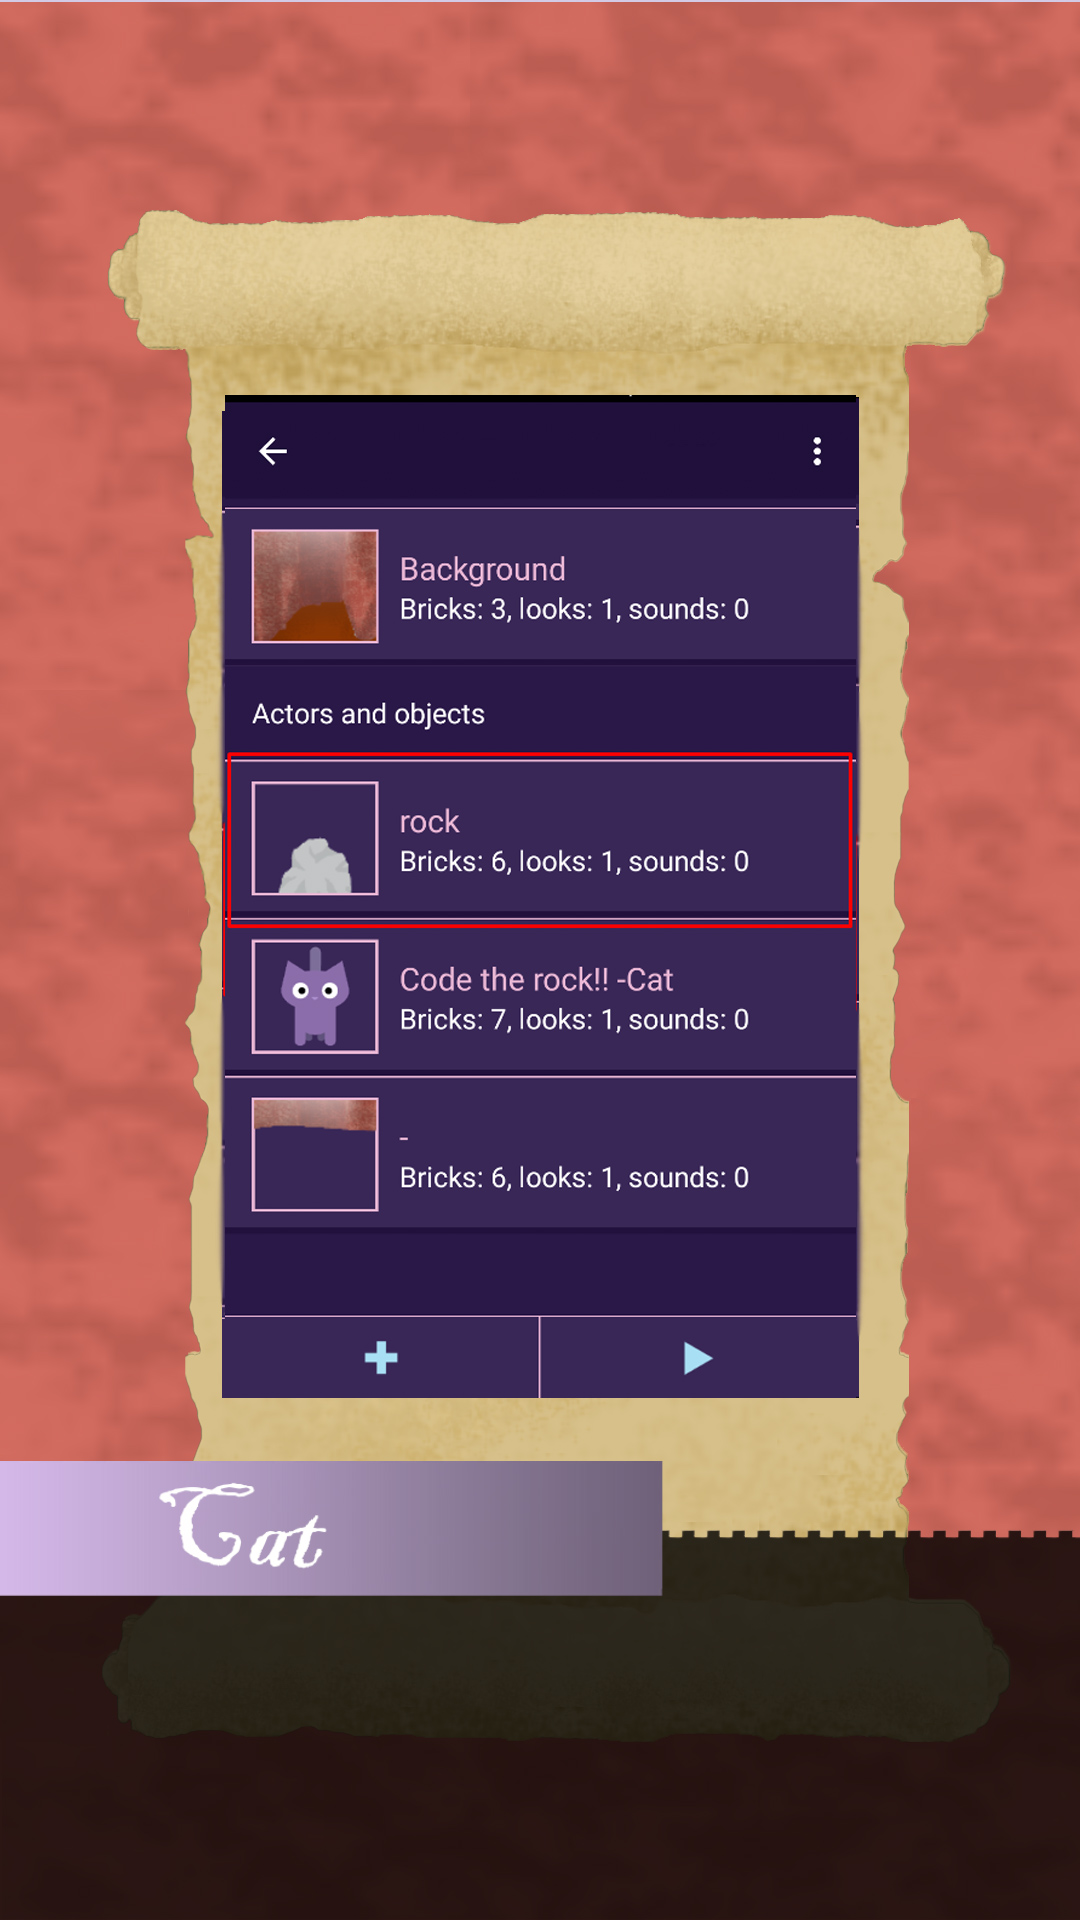 Background
Bricks: 3, looks: 1, sounds: 0
Actors and objects
rock
Bricks: 6, looks: 1, sounds: 0
Code the rock!! -Cat
Bricks: 7, looks: 1, sounds: 0
-
Bricks: 6, looks: 1, sounds: 0
Cat